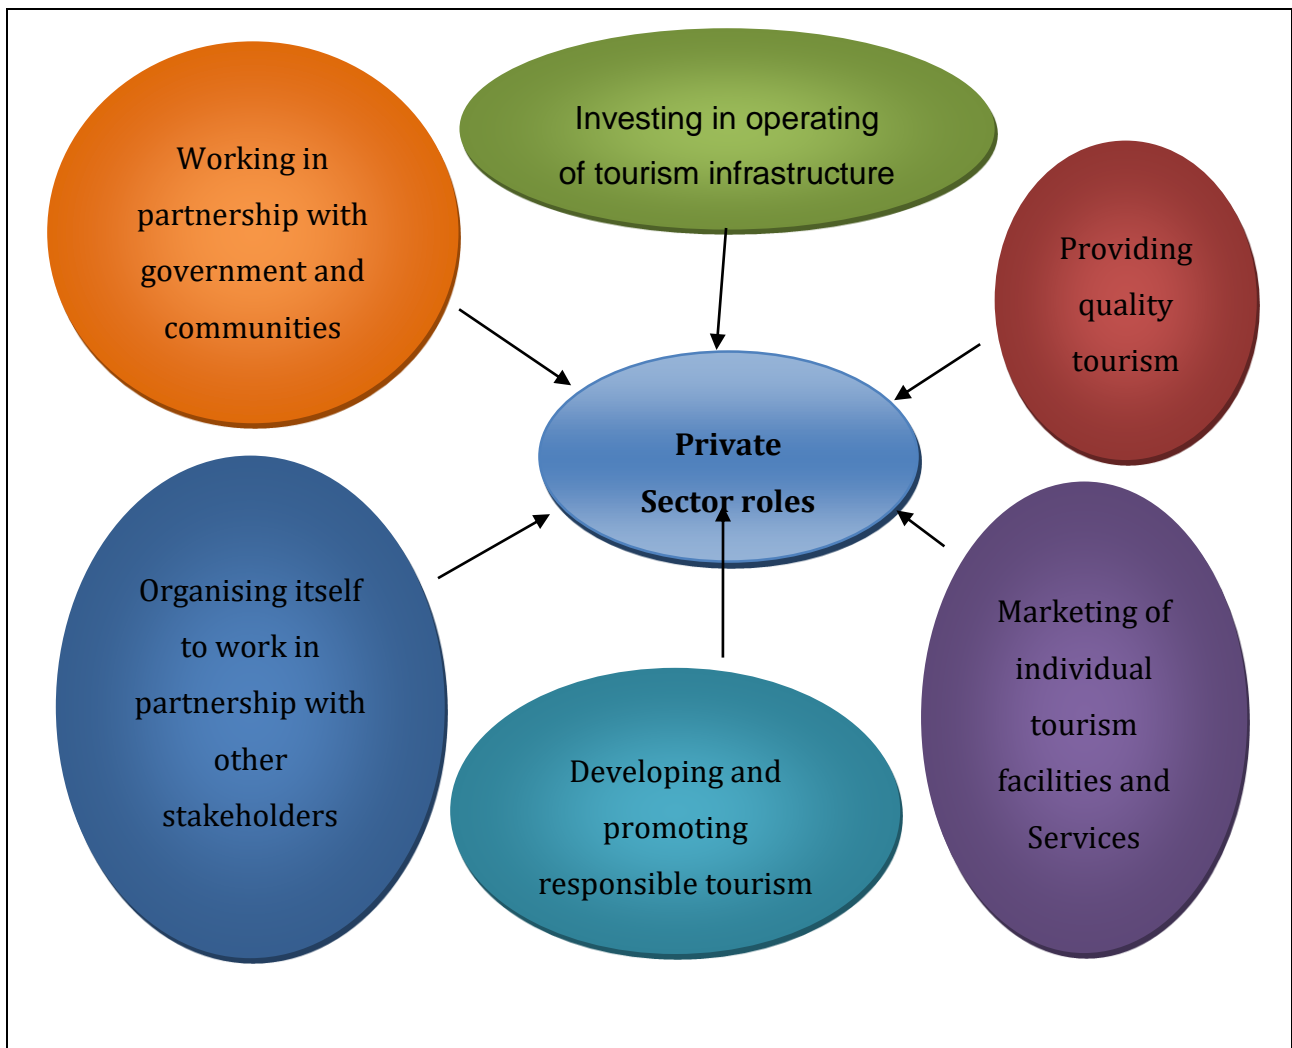 Working in
partnership with
government and
communities
Investing in operating
of tourism infrastructure
Providing
quality
tourism
Private
Sector roles
Organising itself
to work in
partnership with
other
stakeholders
Developing and
promoting
responsible tourism
Marketing of
individual
tourism
facilities and
Services